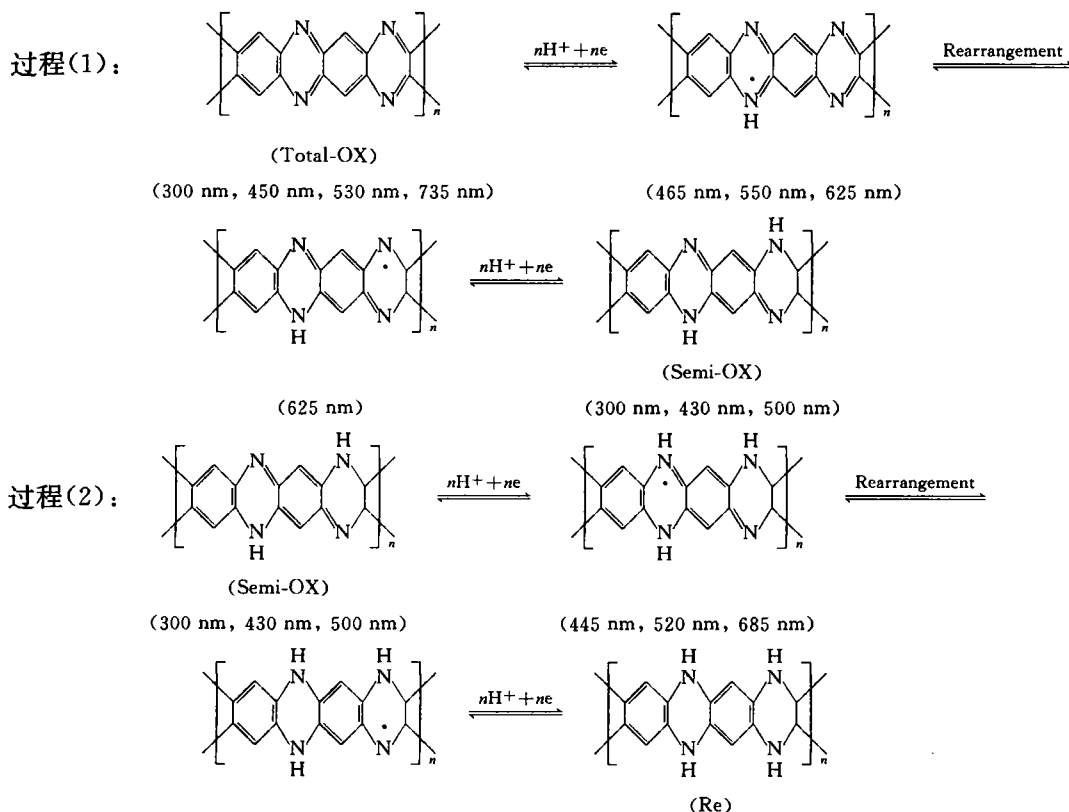 过程(1):
N N N N n
nH⁺+ne
N N N N H n
Rearrangement
(Total-OX)
(300 nm, 450 nm, 530 nm, 735 nm)
(465 nm, 550 nm, 625 nm)
N N N H N n
nH⁺+ne
H N N N H N n
(Semi-OX)
(625 nm)
(300 nm, 430 nm, 500 nm)
过程(2):
H N N N H N n
nH⁺+ne
H H N N N H N n
Rearrangement
(Semi-OX)
(300 nm, 430 nm, 500 nm)
(445 nm, 520 nm, 685 nm)
H H N N N H N n
nH⁺+ne
H H N N N H N H n
(Re)